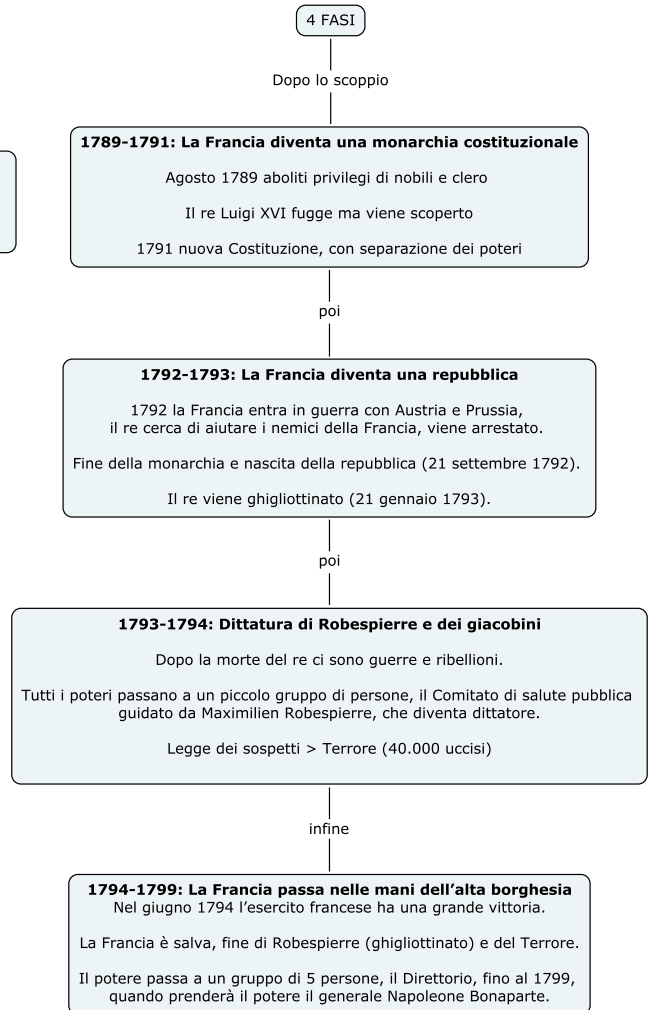 4 FASI
Dopo lo scoppio
1789-1791: La Francia diventa una monarchia costituzionale
Agosto 1789 aboliti privilegi di nobili e clero
Il re Luigi XVI fugge ma viene scoperto
1791 nuova Costituzione, con separazione dei poteri
poi
1792-1793: La Francia diventa una repubblica
1792 la Francia entra in guerra con Austria e Prussia,
il re cerca di aiutare i nemici della Francia, viene arrestato.
Fine della monarchia e nascita della repubblica (21 settembre 1792).
Il re viene ghigliottinato (21 gennaio 1793).
poi
1793-1794: Dittatura di Robespierre e dei giacobini
Dopo la morte del re ci sono guerre e ribellioni.
Tutti i poteri passano a un piccolo gruppo di persone, il Comitato di salute pubblica
guidato da Maximilien Robespierre, che diventa dittatore.
Legge dei sospetti > Terrore (40.000 uccisi)
infine
1794-1799: La Francia passa nelle mani dell'alta borghesia
Nel giugno 1794 l'esercito francese ha una grande vittoria.
La Francia è salva, fine di Robespierre (ghigliottinato) e del Terrore.
Il potere passa a un gruppo di 5 persone, il Direttorio, fino al 1799,
quando prenderà il potere il generale Napoleone Bonaparte.